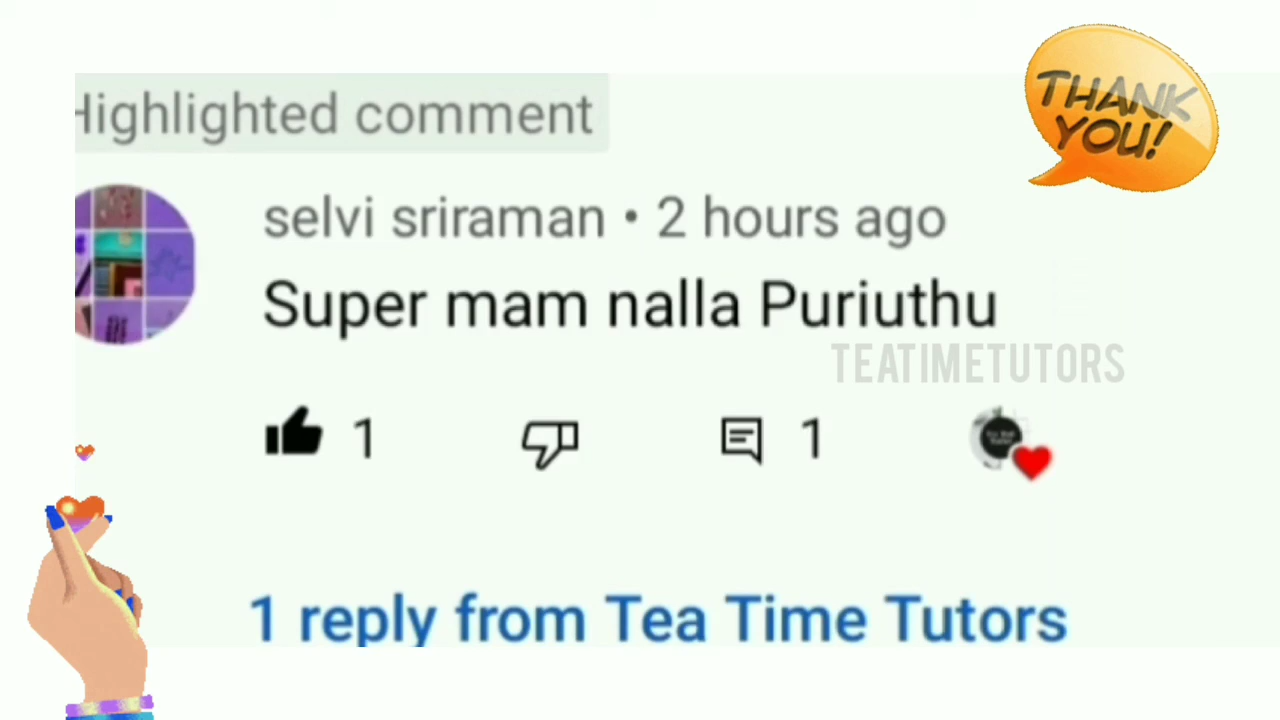 Highlighted comment
THANK
YOU!
selvi sriraman • 2 hours ago
Super mam nalla Puriuthu
TEATIMETUTORS
1
1
1 reply from Tea Time Tutors